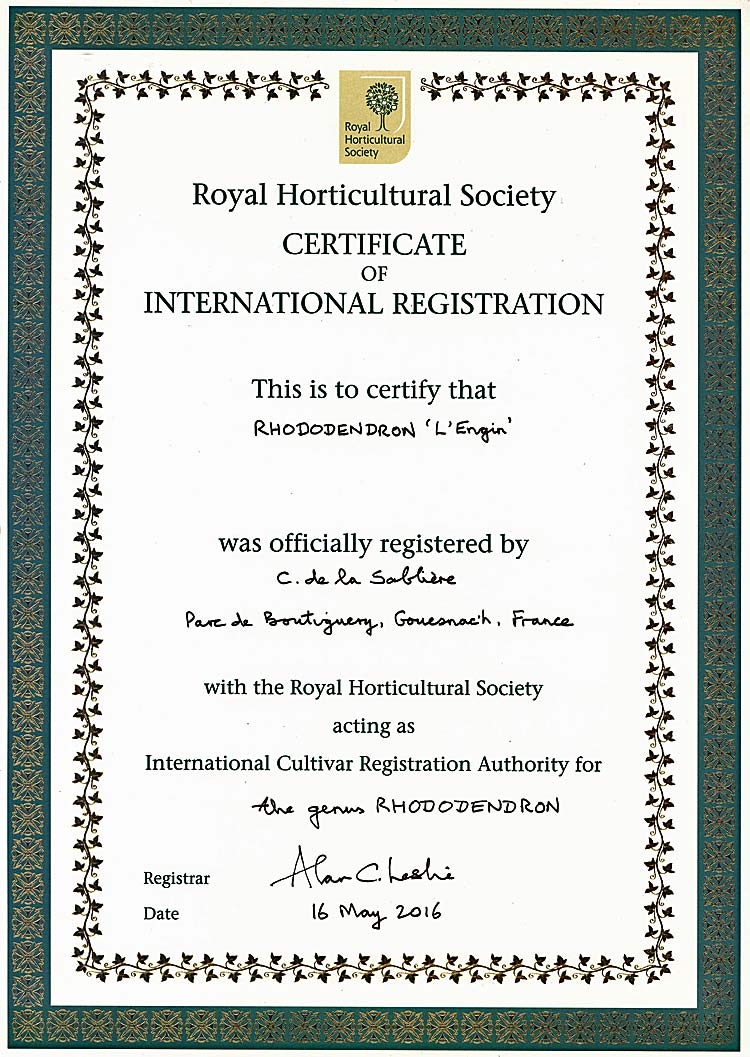 Royal
Horticultural
Society
Royal Horticultural Society
CERTIFICATE
OF
INTERNATIONAL REGISTRATION
This is to certify that
RHODODENDRON ‘L'Engin’
was officially registered by
C. de la Sablière
Parc de Boutiguery, Gouesnac'h, France
with the Royal Horticultural Society
acting as
International Cultivar Registration Authority for
the genus RHODODENDRON
Registrar Alan C. Leslie
Date 16 May 2016